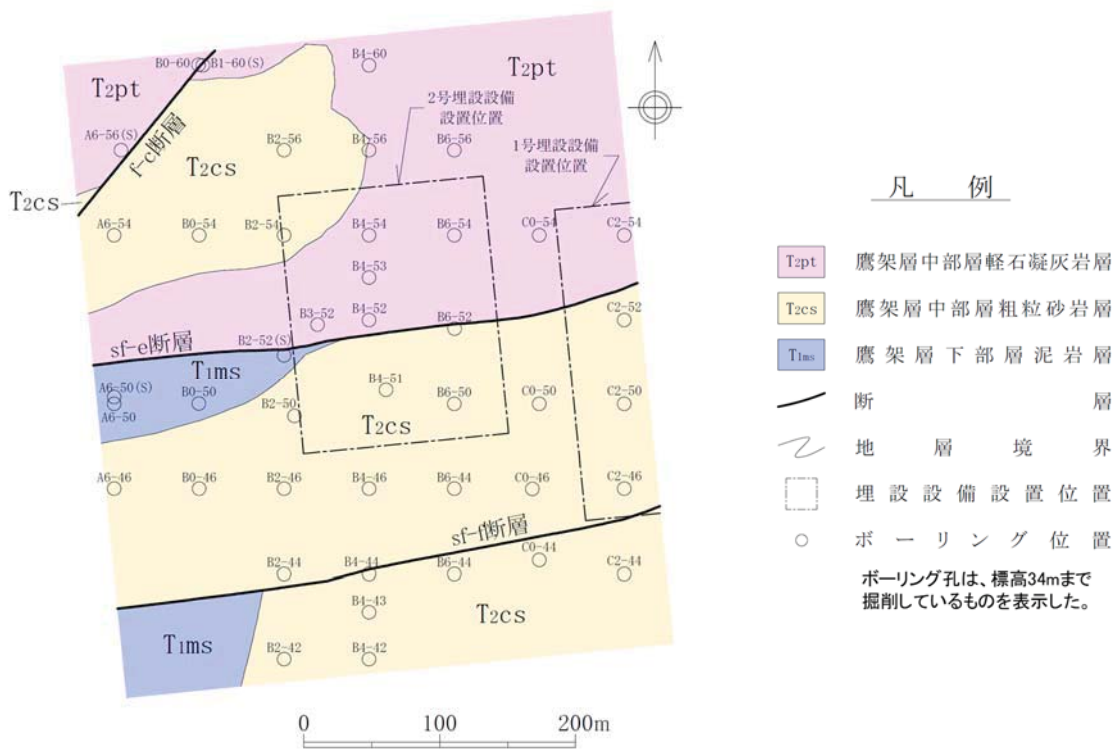 B4-60
B0-60
B1-60(S)
T2pt
T2pt
2号埋設設備
設置位置
A6-56(S)
f-c断層
B2-56
B4-56
B6-56
1号埋設設備
設置位置
T2cs
T2cs
A6-54
B0-54
B2-54
B4-54
B6-54
C0-54
C2-54
B4-53
B3-52
B4-52
B6-52
C2-52
sf-e断層
B2-52(S)
T1ms
A6-50(S)
A6-50
B0-50
B2-50
B4-51
B6-50
C0-50
C2-50
T2cs
A6-46
B0-46
B2-46
B4-46
B6-44
C0-46
C2-46
sf-f断層
B2-44
B4-44
B6-44
C0-44
C2-44
B4-43
T2cs
T1ms
B2-42
B4-42
0 100 200m
凡 例
T2pt 鷹架層中部層軽石凝灰岩層
T2cs 鷹架層中部層粗粒砂岩層
T1ms 鷹架層下部層泥岩層
断 層
地 層 境 界
埋設設備設置位置
ボーリング位置
ボーリング孔は、標高34mまで
掘削しているものを表示した。